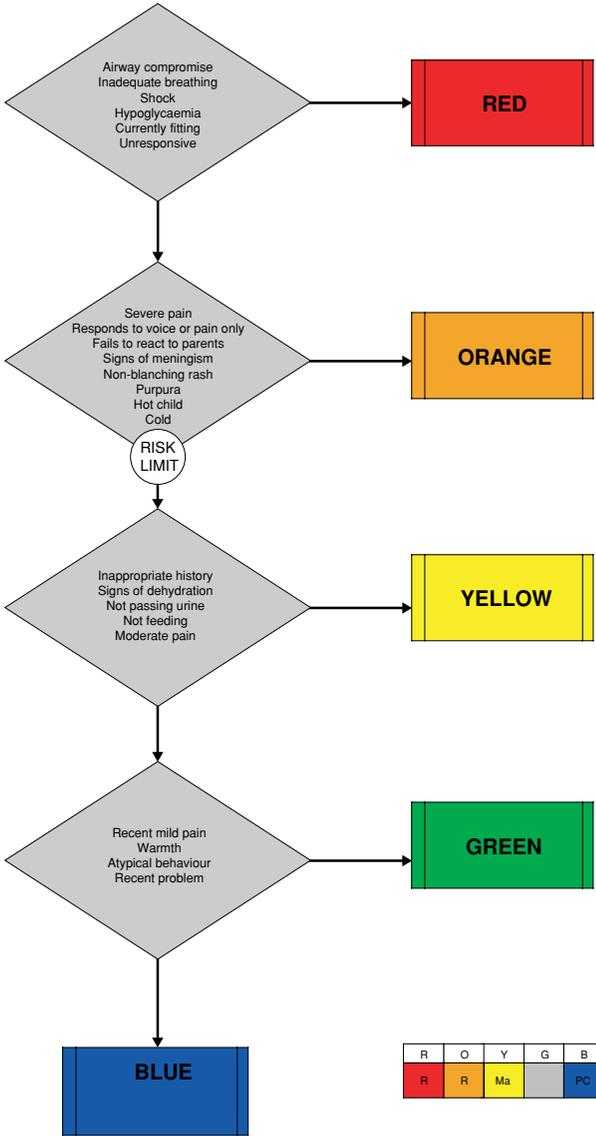 Airway compromise
Inadequate breathing
Shock
Hypoglycaemia
Currently fitting
Unresponsive
RED
Severe pain
Responds to voice or pain only
Fails to react to parents
Signs of meningism
Non-blanching rash
Purpura
Hot child
Cold
ORANGE
RISK
LIMIT
Inappropriate history
Signs of dehydration
Not passing urine
Not feeding
Moderate pain
YELLOW
Recent mild pain
Warmth
Atypical behaviour
Recent problem
GREEN
BLUE
R O Y G B
R R Ma PC